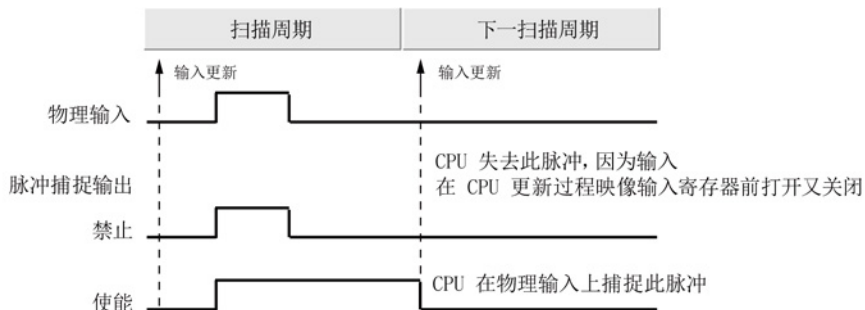 扫描周期
下一扫描周期
输入更新
输入更新
物理输入
CPU 失去此脉冲,因为输入
在 CPU 更新过程映像输入寄存器前打开又关闭
脉冲捕捉输出
禁止
CPU 在物理输入上捕捉此脉冲
使能